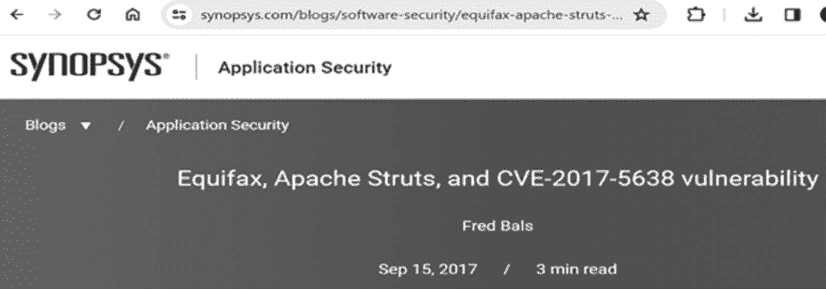 synopsys.com/blogs/software-security/equifax-apache-struts-...
SYNOPSYS® | Application Security
Blogs ▼ / Application Security
Equifax, Apache Struts, and CVE-2017-5638 vulnerability
Fred Bals
Sep 15, 2017 / 3 min read